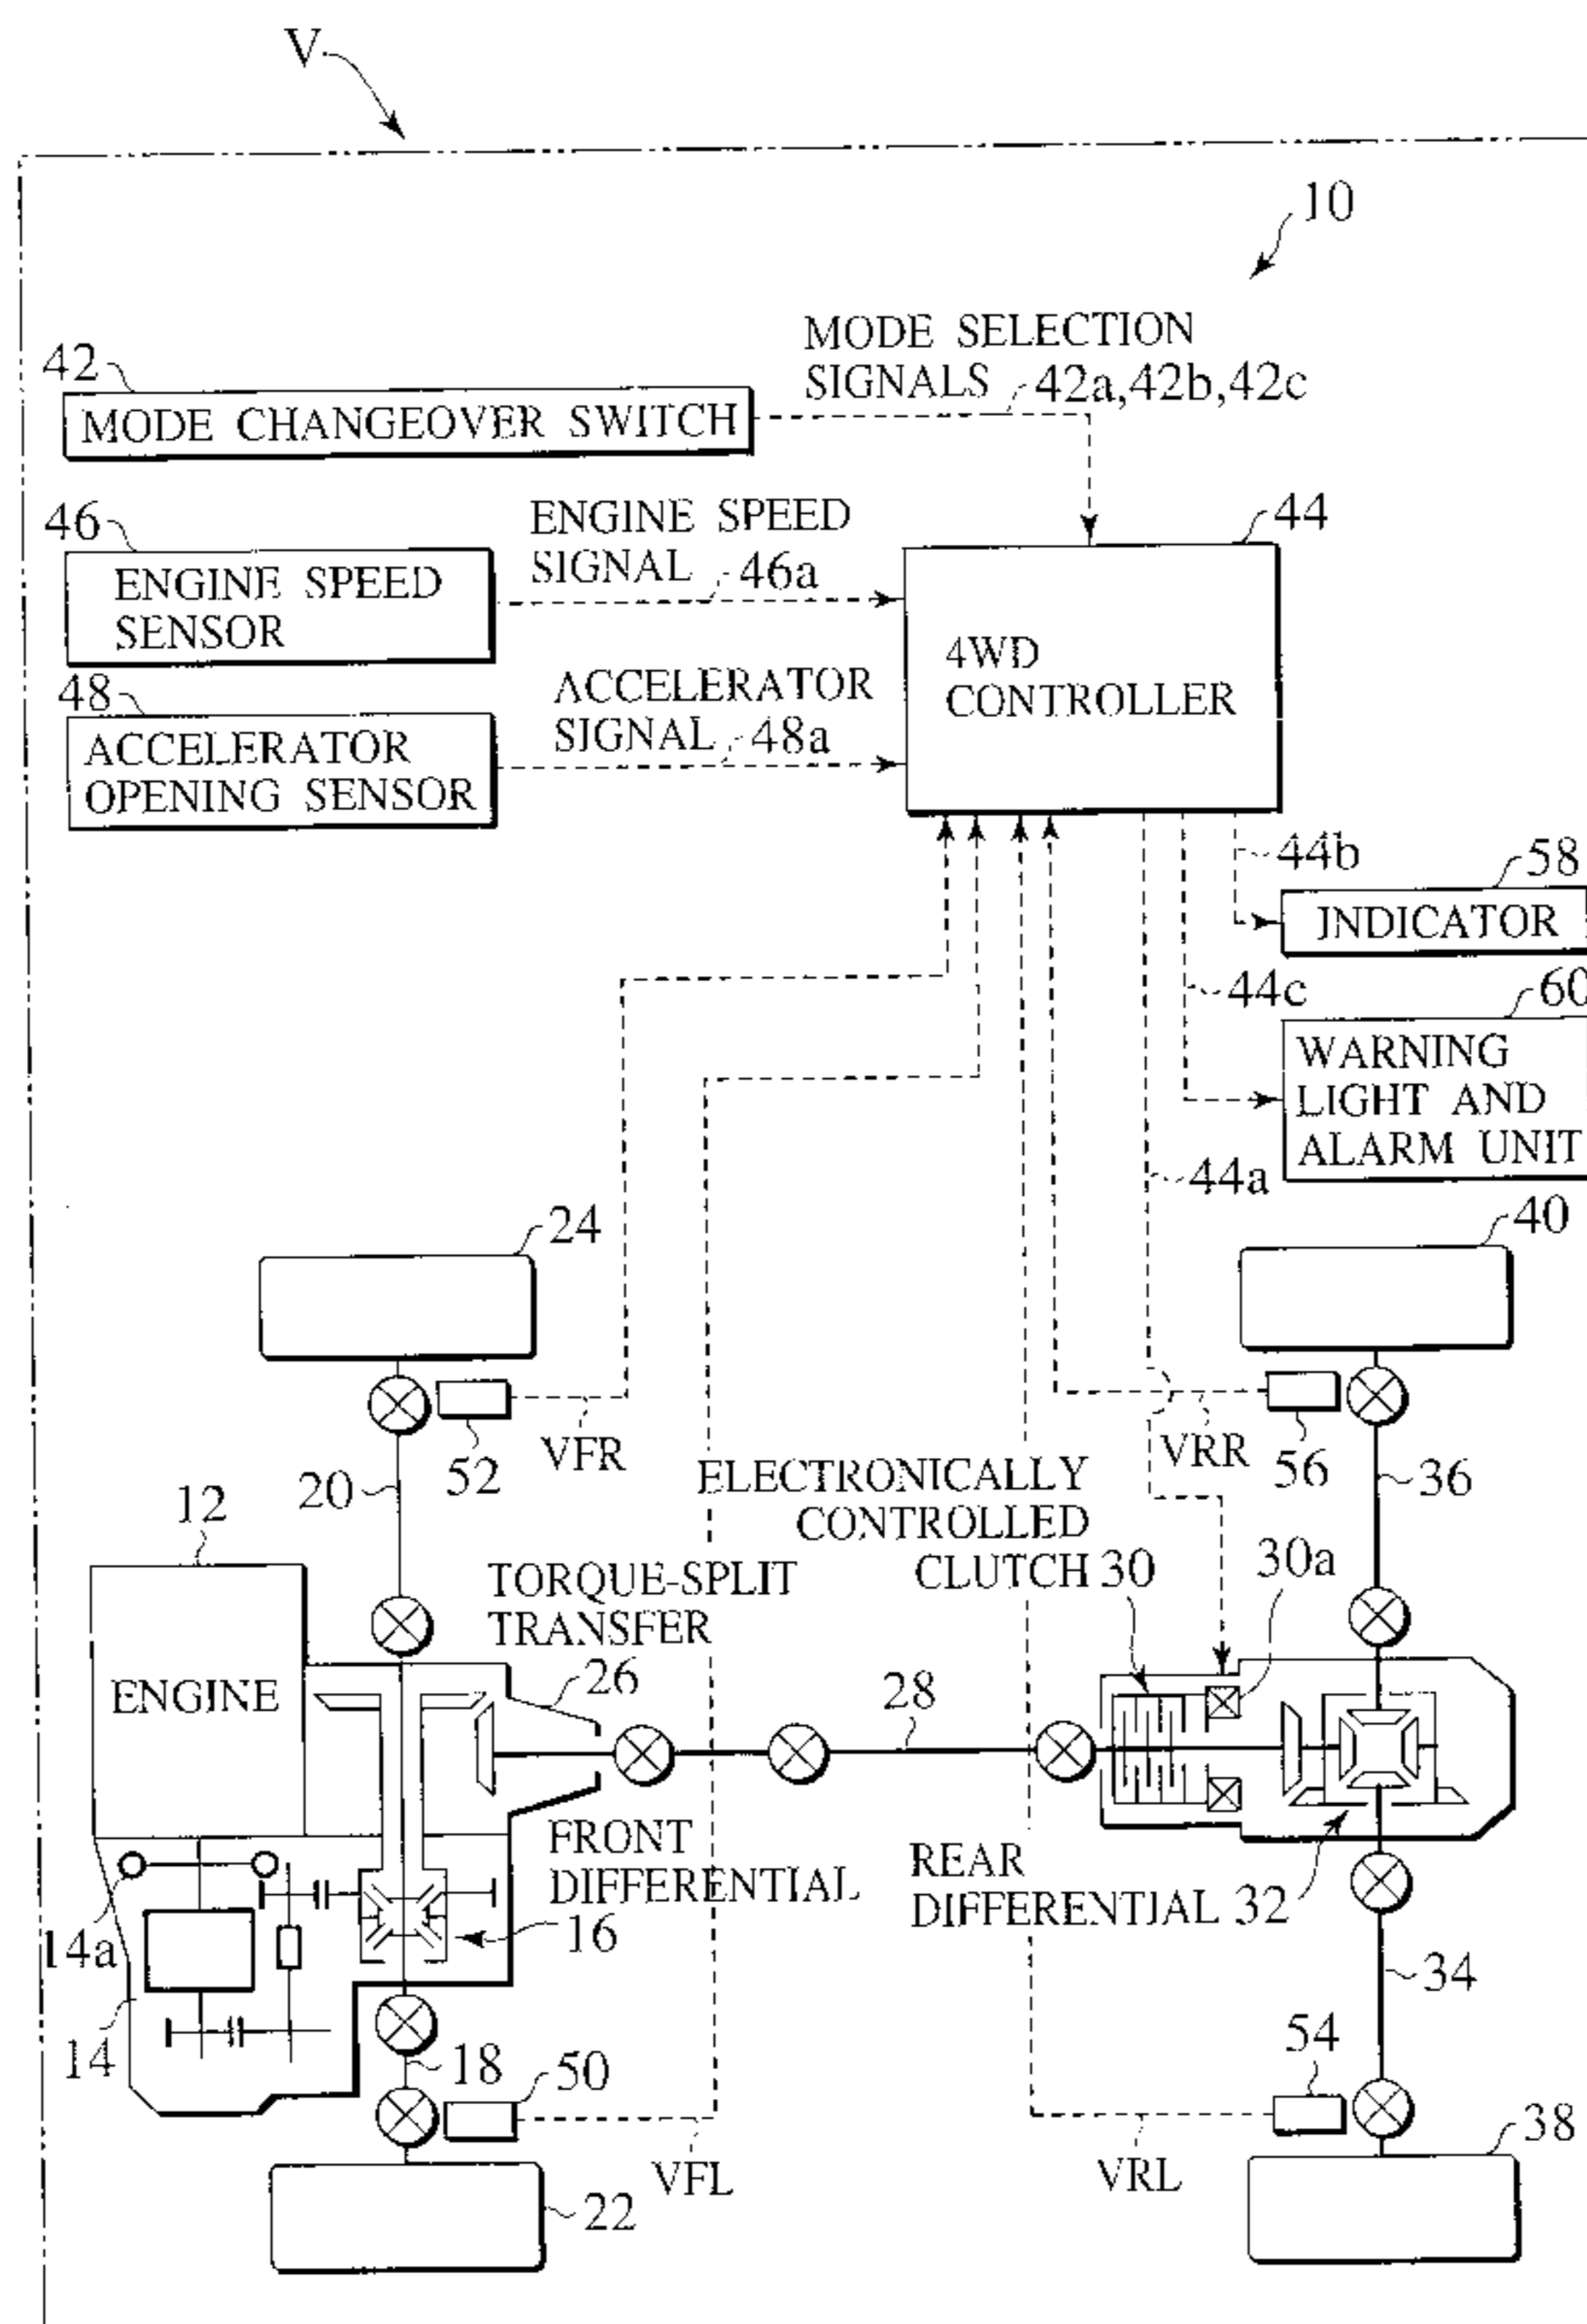 V
10
MODE SELECTION
SIGNALS 42a,42b,42c
42
MODE CHANGEOVER SWITCH
46
ENGINE SPEED
SENSOR
ENGINE SPEED
SIGNAL 46a
44
4WD
CONTROLLER
48
ACCELERATOR
OPENING SENSOR
ACCELERATOR
SIGNAL 48a
44b
58
INDICATOR
44c
60
WARNING
LIGHT AND
ALARM UNIT
44a
24
40
52
VFR
VRR
56
20
36
12
ENGINE
ELECTRONICALLY
CONTROLLED
CLUTCH 30
30a
TORQUE-SPLIT
TRANSFER
26
28
FRONT
DIFFERENTIAL
16
REAR
DIFFERENTIAL 32
14a
14
34
18
50
54
VFL
VRL
22
38